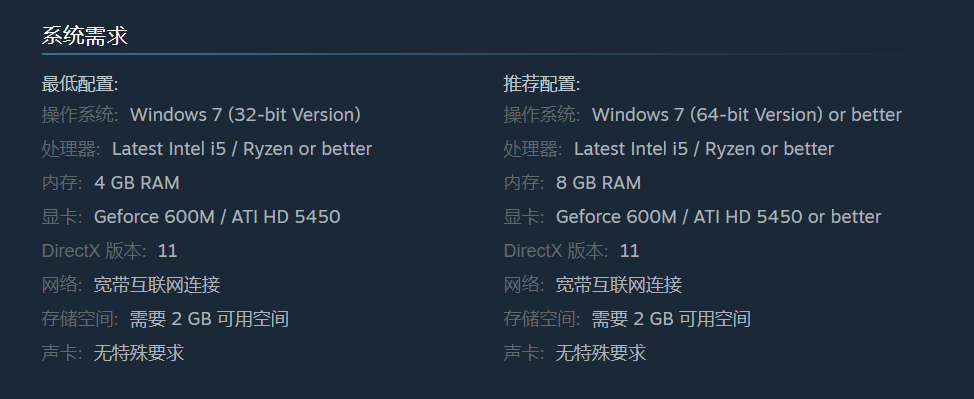 系统需求
最低配置:
操作系统: Windows 7 (32-bit Version)
处理器: Latest Intel i5 / Ryzen or better
内存: 4 GB RAM
显卡: Geforce 600M / ATI HD 5450
DirectX 版本: 11
网络: 宽带互联网连接
存储空间: 需要 2 GB 可用空间
声卡: 无特殊要求
推荐配置:
操作系统: Windows 7 (64-bit Version) or better
处理器: Latest Intel i5 / Ryzen or better
内存: 8 GB RAM
显卡: Geforce 600M / ATI HD 5450 or better
DirectX 版本: 11
网络: 宽带互联网连接
存储空间: 需要 2 GB 可用空间
声卡: 无特殊要求